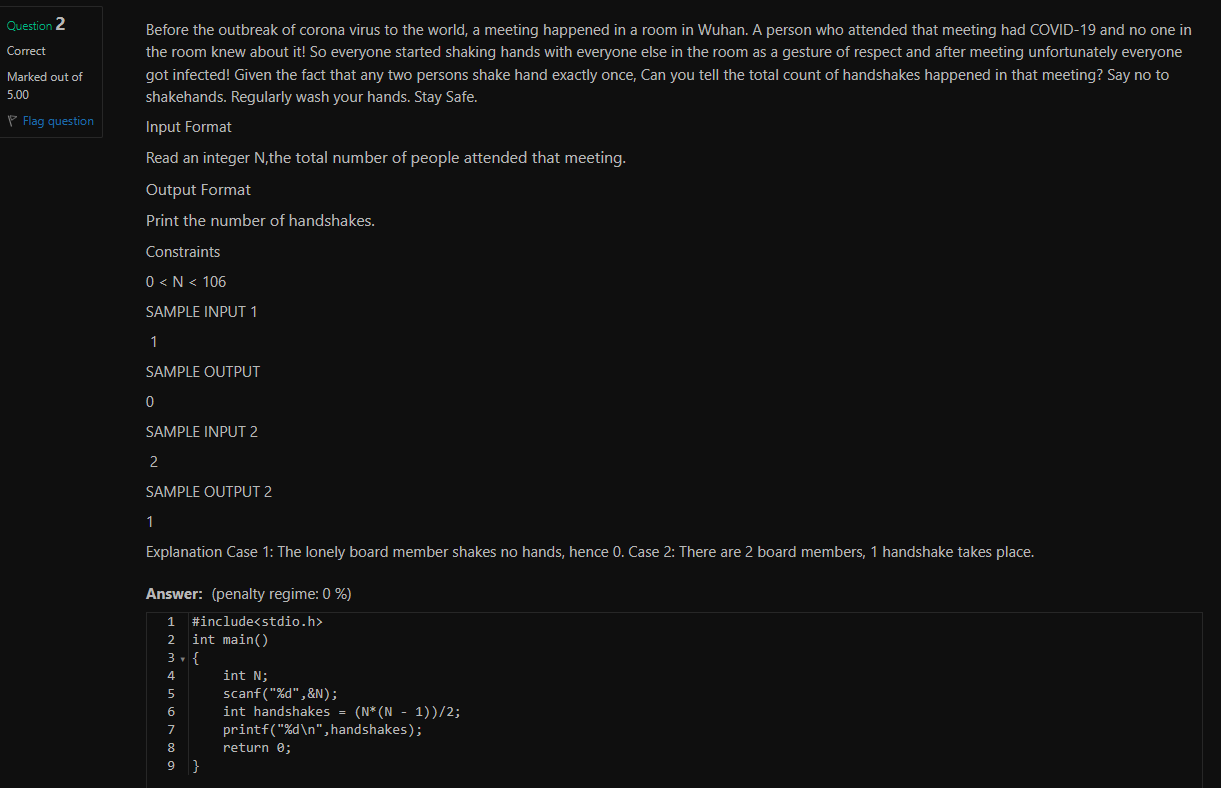 Question 2
Correct
Marked out of
5.00
Flag question
Before the outbreak of corona virus to the world, a meeting happened in a room in Wuhan. A person who attended that meeting had COVID-19 and no one in
the room knew about it! So everyone started shaking hands with everyone else in the room as a gesture of respect and after meeting unfortunately everyone
got infected! Given the fact that any two persons shake hand exactly once, Can you tell the total count of handshakes happened in that meeting? Say no to
shakehands. Regularly wash your hands. Stay Safe.
Input Format
Read an integer N,the total number of people attended that meeting.
Output Format
Print the number of handshakes.
Constraints
0 < N < 106
SAMPLE INPUT 1
1
SAMPLE OUTPUT
0
SAMPLE INPUT 2
2
SAMPLE OUTPUT 2
1
Explanation Case 1: The lonely board member shakes no hands, hence 0. Case 2: There are 2 board members, 1 handshake takes place.
Answer: (penalty regime: 0 %)
1 #include<stdio.h>
2 int main()
3 {
4     int N;
5     scanf("%d",&N);
6     int handshakes = (N*(N - 1))/2;
7     printf("%d\n",handshakes);
8     return 0;
9 }